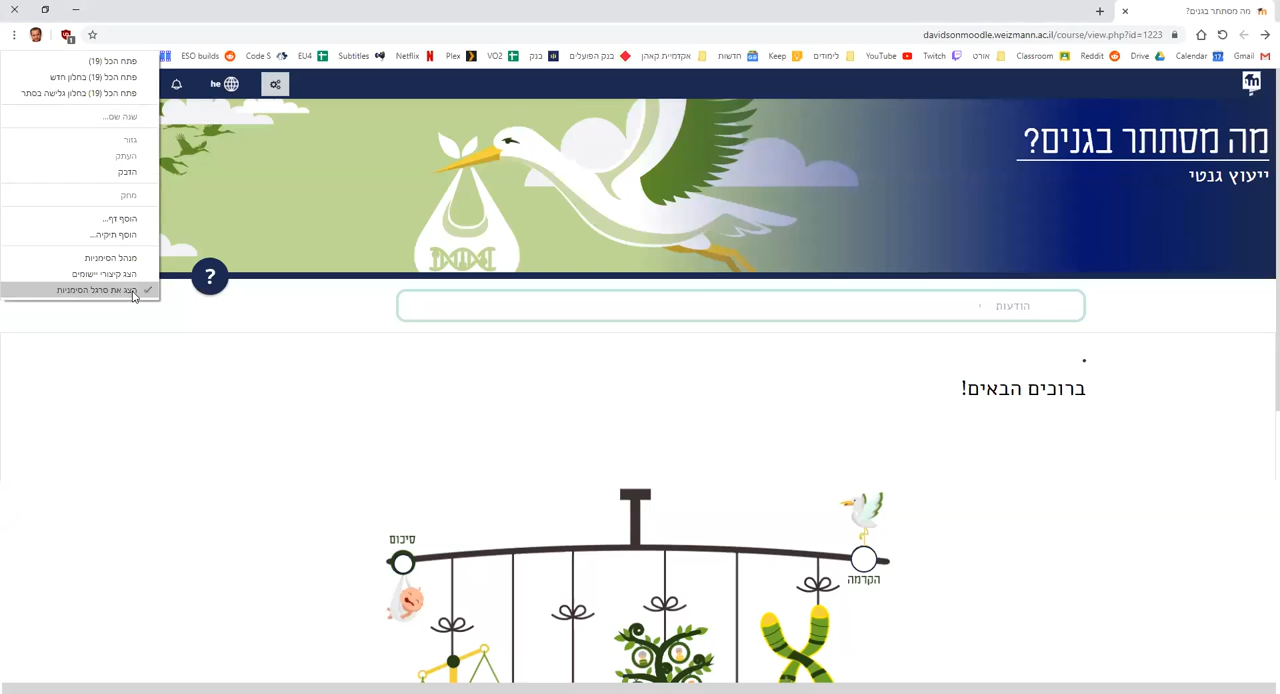 מה מסתתר בגנים?
davidsonmoodle.weizmann.ac.il/course/view.php?id=1223
1
Gmail
Calendar
Drive
Reddit
Classroom
אורט
לימודים
Twitch
YouTube
Keep
חדשות
אקדמיית קאהן
בנק הפועלים
בנק
EU4
VO2
Plex
Netflix
Subtitles
Code S
ESO builds
he
פתח הכל (19)
פתח הכל (19) בחלון חדש
פתח הכל (19) בחלון גלישה בסתר
שנה שם...
גזור
העתק
הדבק
מחק
הוסף דף...
הוסף תיקיה...
מנהל הסימניות
הצג קיצורי יישומים
הצג את סרגל הסימניות
מה מסתתר בגנים?
ייעוץ גנטי
?
הודעות
ברוכים הבאים!
סיכום
הקדמה